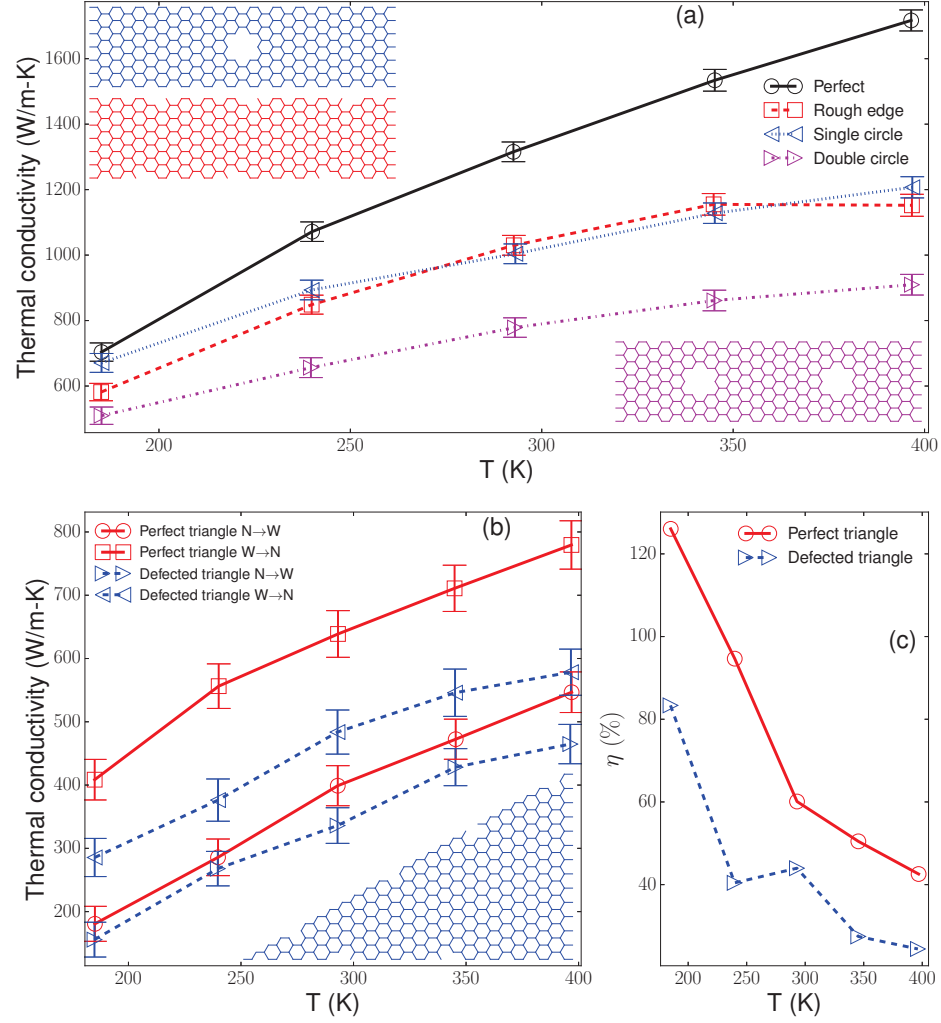 (a)
Thermal conductivity (W/m-K)
1600
1400
1200
1000
800
600
Perfect
Rough edge
Single circle
Double circle
200
250
300
350
400
T (K)
(b)
Thermal conductivity (W/m-K)
800
700
600
500
400
300
200
Perfect triangle N→W
Perfect triangle W→N
Defected triangle N→W
Defected triangle W→N
200
250
300
350
400
T (K)
(c)
η (%)
120
100
80
60
40
Perfect triangle
Defected triangle
200
250
300
350
400
T (K)